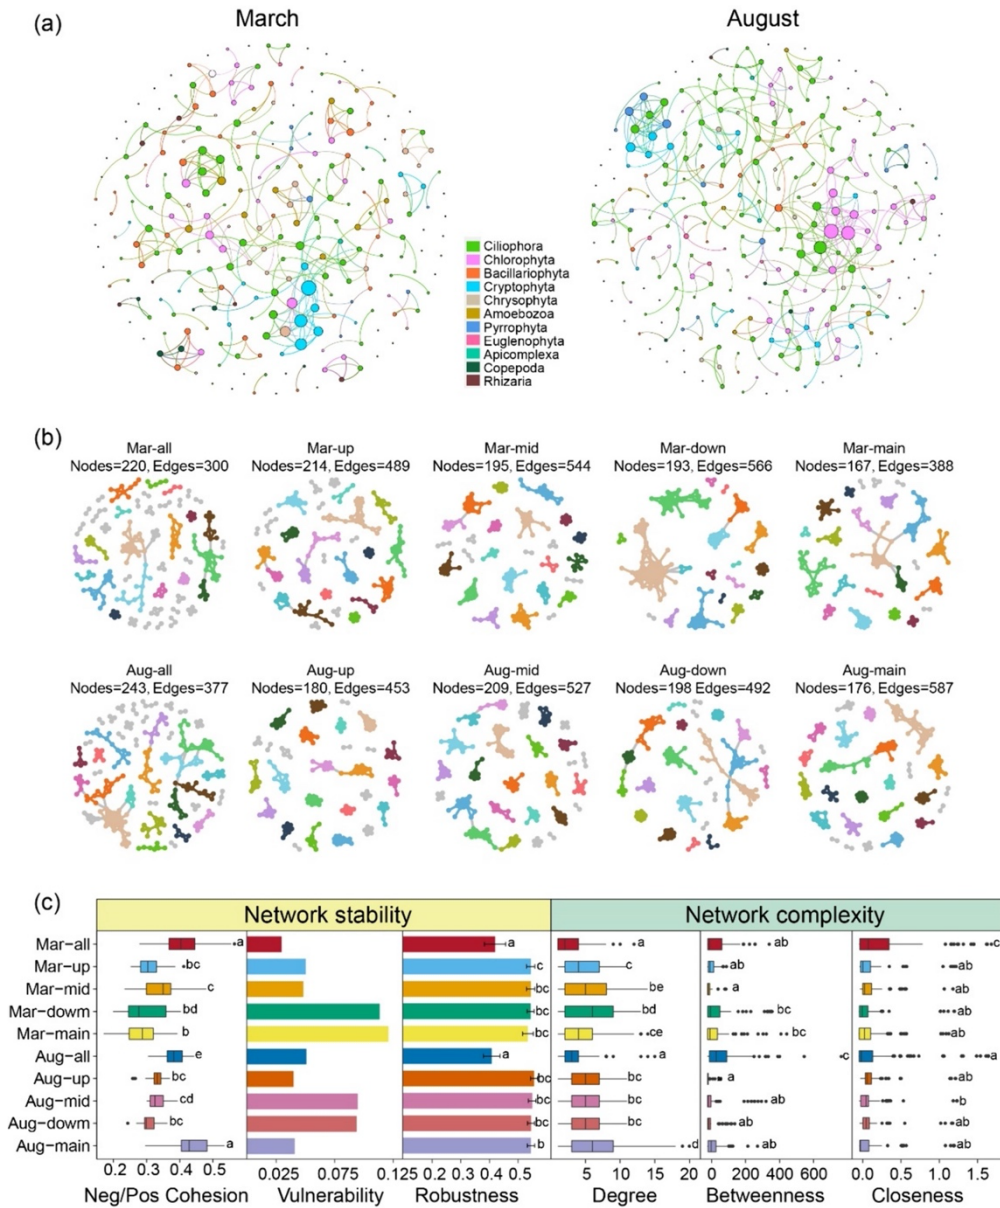 (a)
March
August
Ciliophora
Chlorophyta
Bacillariophyta
Cryptophyta
Chrysophyta
Amoebozoa
Pyrrophyta
Euglenophyta
Apicomplexa
Copepoda
Rhizaria
(b)
Mar-all
Nodes=220, Edges=300
Mar-up
Nodes=214, Edges=489
Mar-mid
Nodes=195, Edges=544
Mar-down
Nodes=193, Edges=566
Mar-main
Nodes=167, Edges=388
Aug-all
Nodes=243, Edges=377
Aug-up
Nodes=180, Edges=453
Aug-mid
Nodes=209, Edges=527
Aug-down
Nodes=198 Edges=492
Aug-main
Nodes=176, Edges=587
(c)
Network stability
Network complexity
Mar-all a a a ab c
Mar-up bc c c ab ab
Mar-mid c bc be a ab
Mar-dowm bd bc bd bc ab
Mar-main b bc ce bc ab
Aug-all e a a c a
Aug-up bc bc bc a ab
Aug-mid cd bc bc ab b
Aug-dowm bc bc bc ab ab
Aug-main a b d ab ab
0.2 0.3 0.4 0.5
0.025 0.075 0.125
0.2 0.3 0.4 0.5
0 10 20
0 200 400 600
0.0 0.5 1.0 1.5
Neg/Pos Cohesion
Vulnerability
Robustness
Degree
Betweenness
Closeness